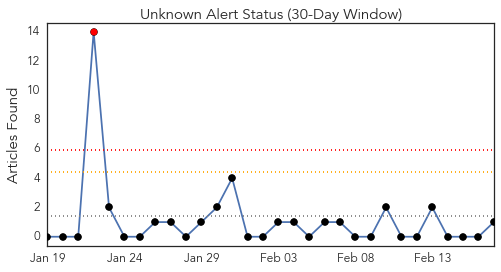 Unknown Alert Status (30-Day Window)
Articles Found
14
12
10
8
6
4
2
0
Jan 19 Jan 24 Jan 29 Feb 03 Feb 08 Feb 13